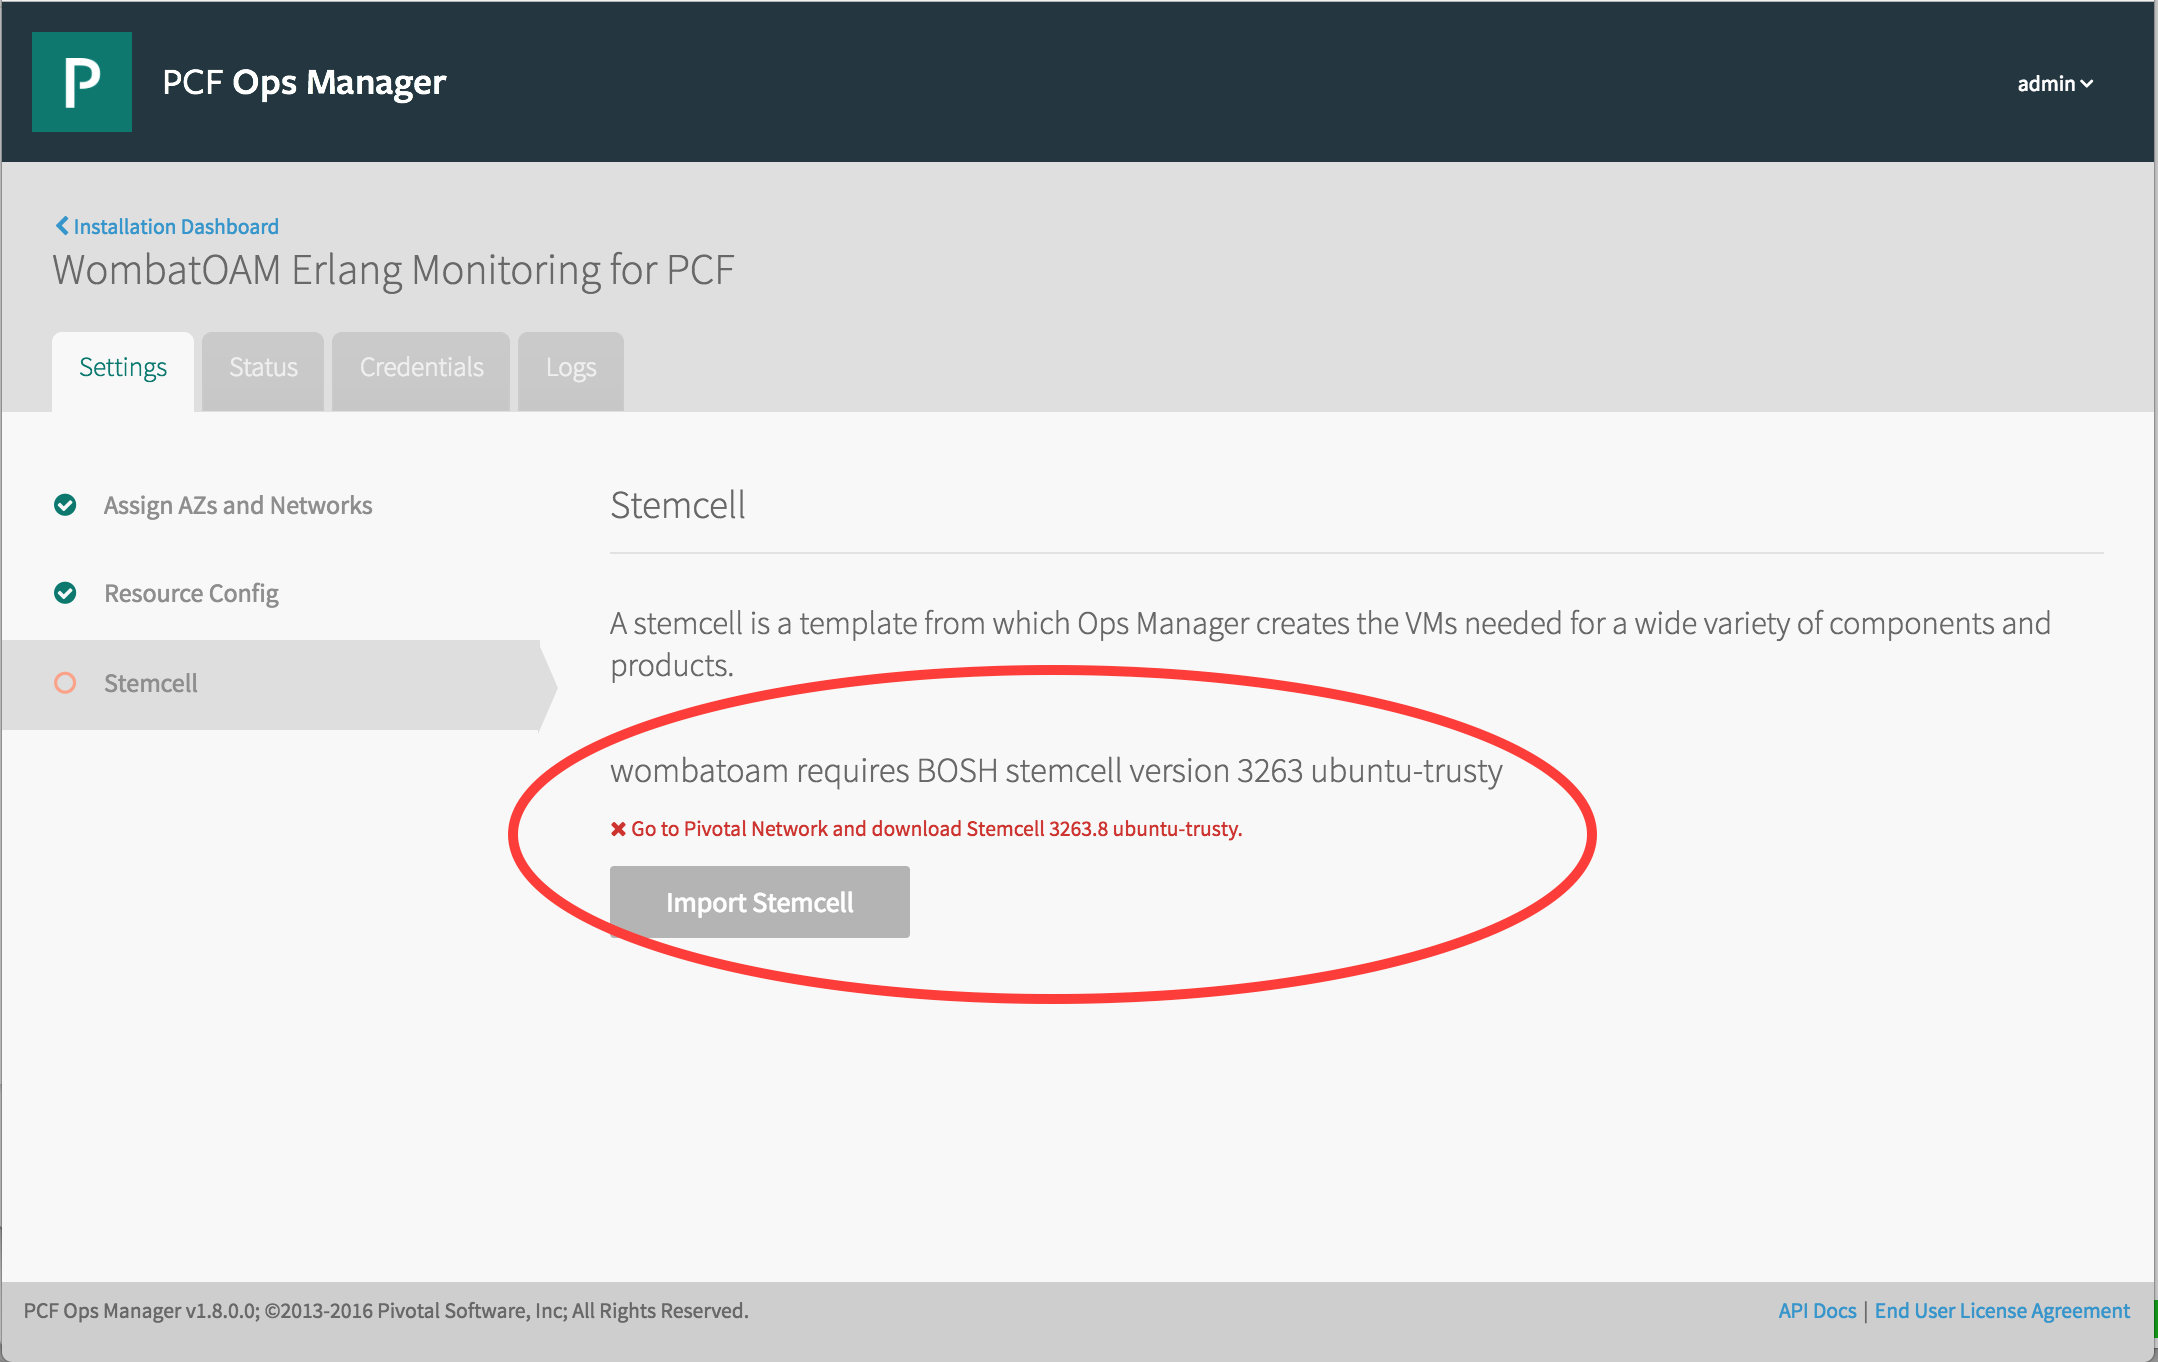 P
PCF Ops Manager
admin
Installation Dashboard
WombatOAM Erlang Monitoring for PCF
Settings
Status
Credentials
Logs
Assign AZs and Networks
Resource Config
Stemcell
Stemcell
A stemcell is a template from which Ops Manager creates the VMs needed for a wide variety of components and
products.
wombatoam requires BOSH stemcell version 3263 ubuntu-trusty
Go to Pivotal Network and download Stemcell 3263.8 ubuntu-trusty.
Import Stemcell
PCF Ops Manager v1.8.0.0; ©2013-2016 Pivotal Software, Inc; All Rights Reserved.
API Docs | End User License Agreement